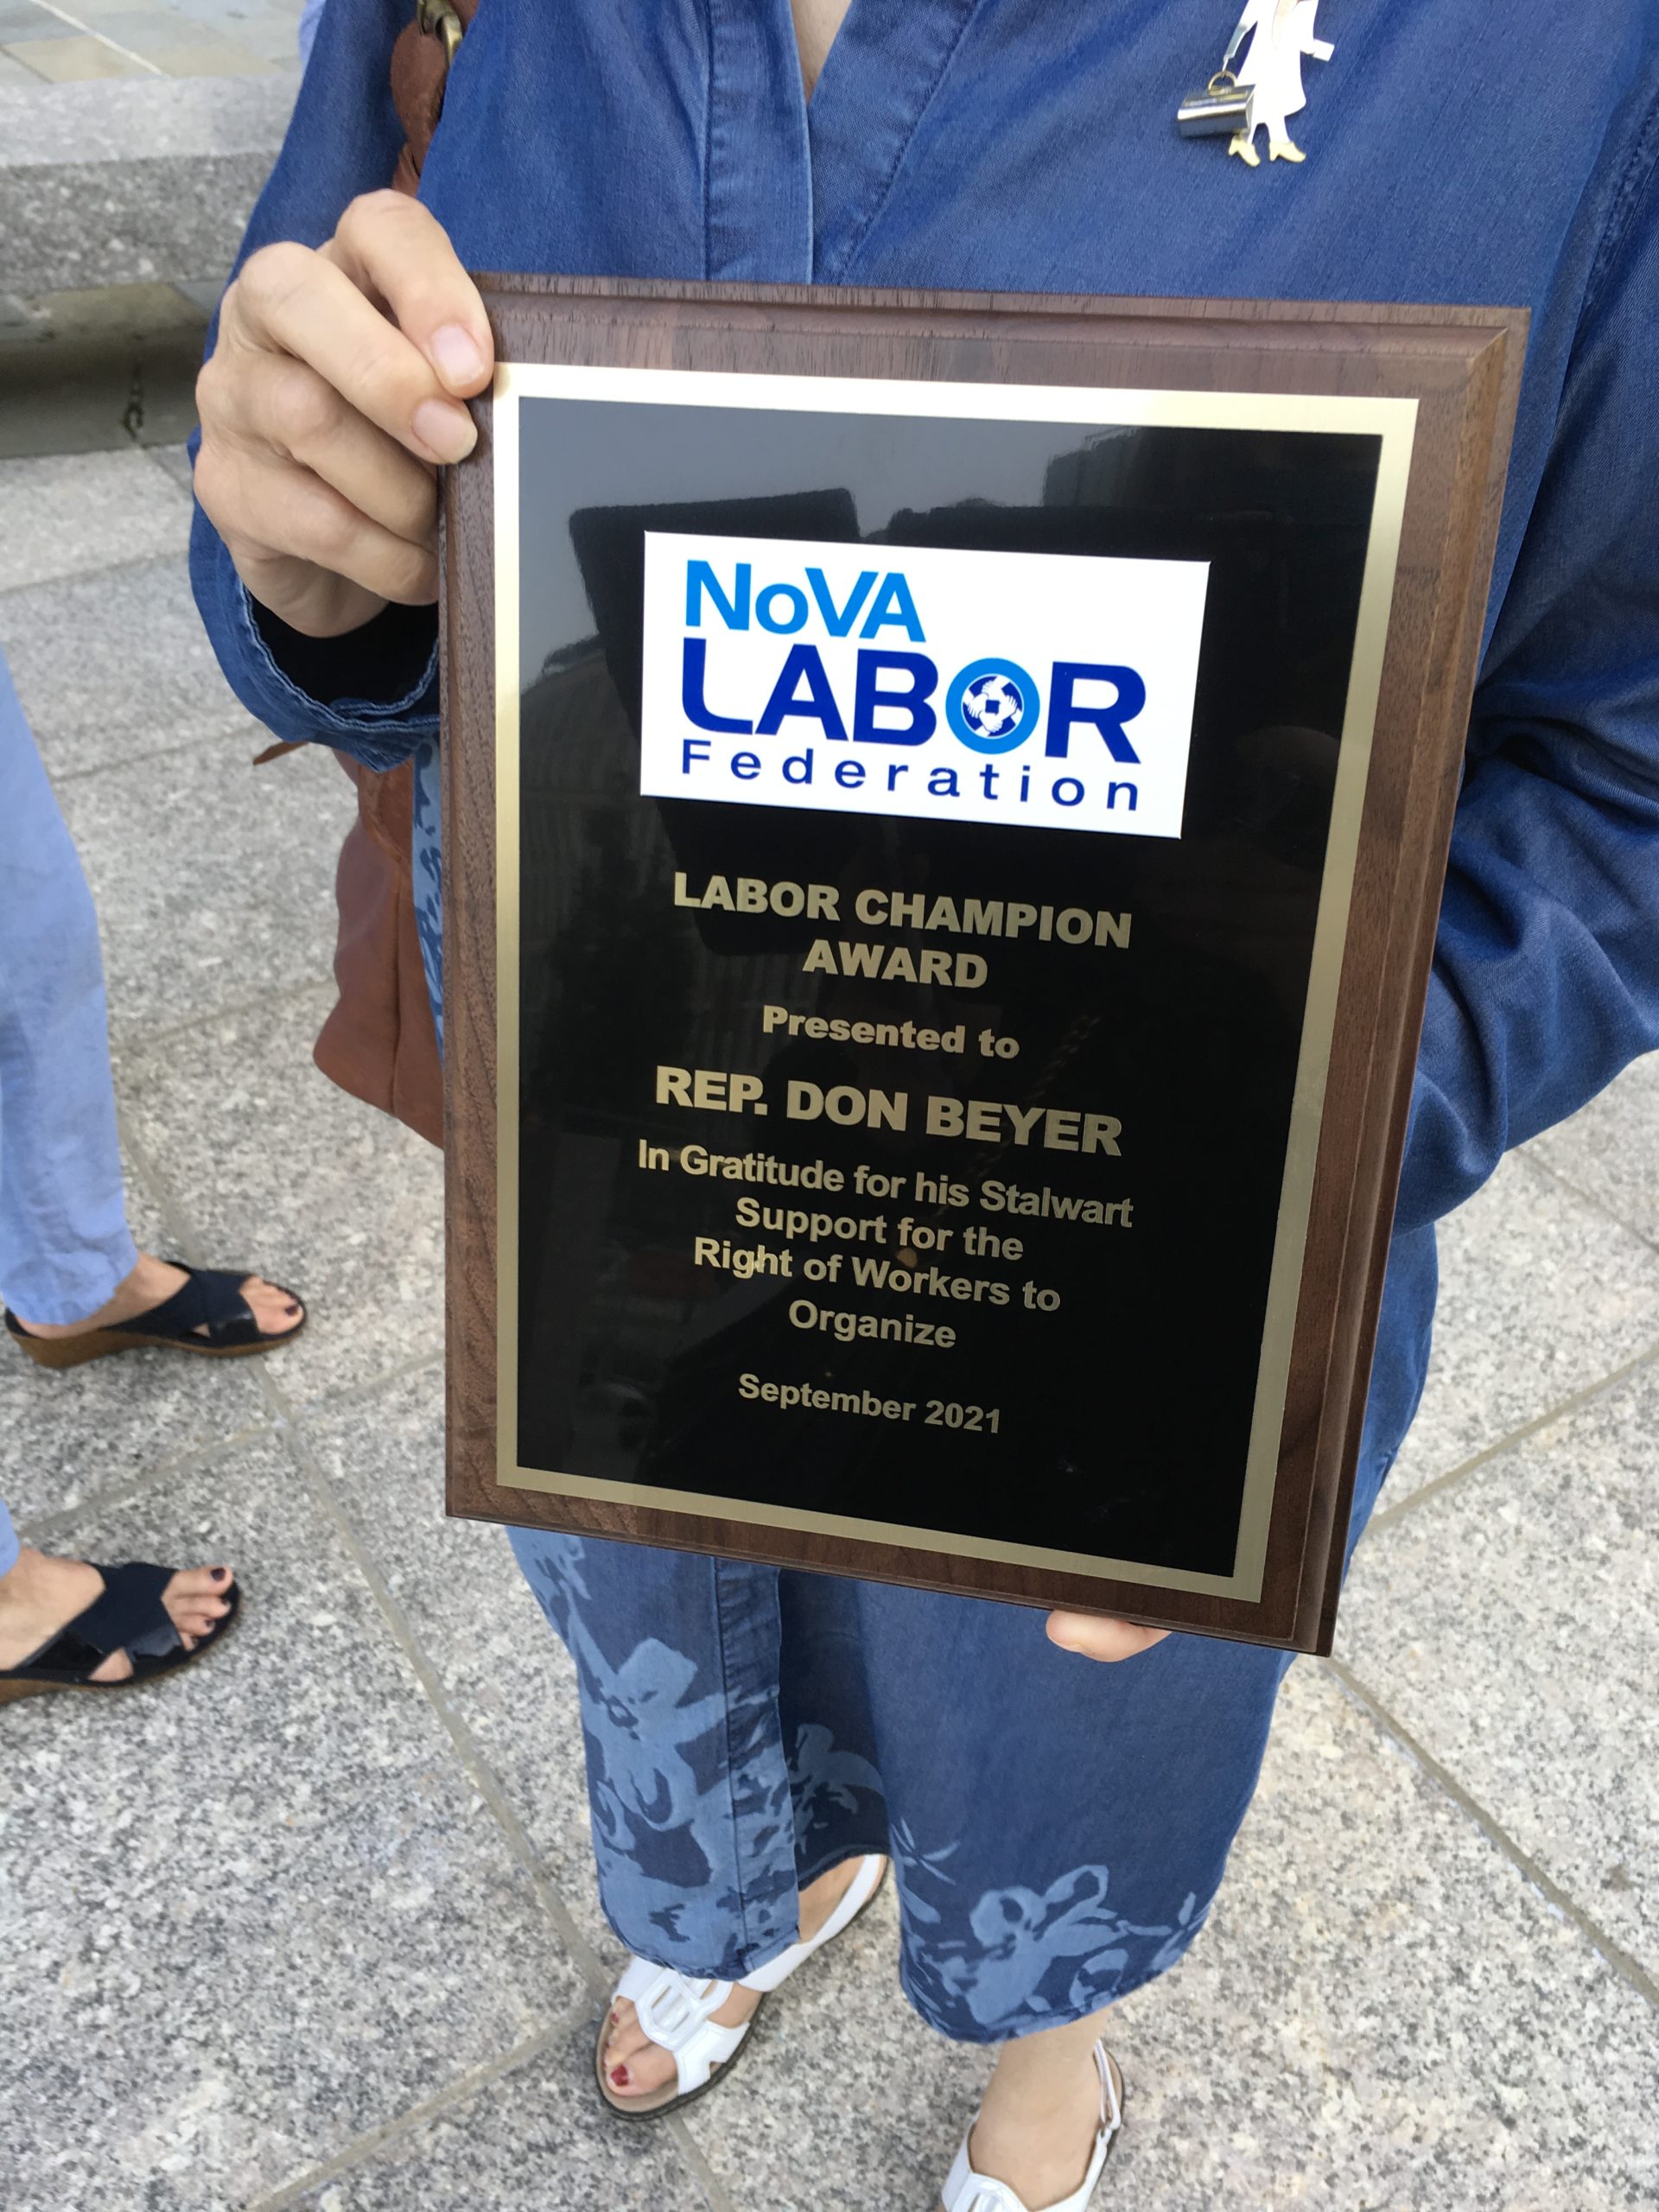 NoVA
LABOR
Federation
LABOR CHAMPION
AWARD
Presented to
REP. DON BEYER
In Gratitude for his Stalwart
Support for the
Right of Workers to
Organize
September 2021